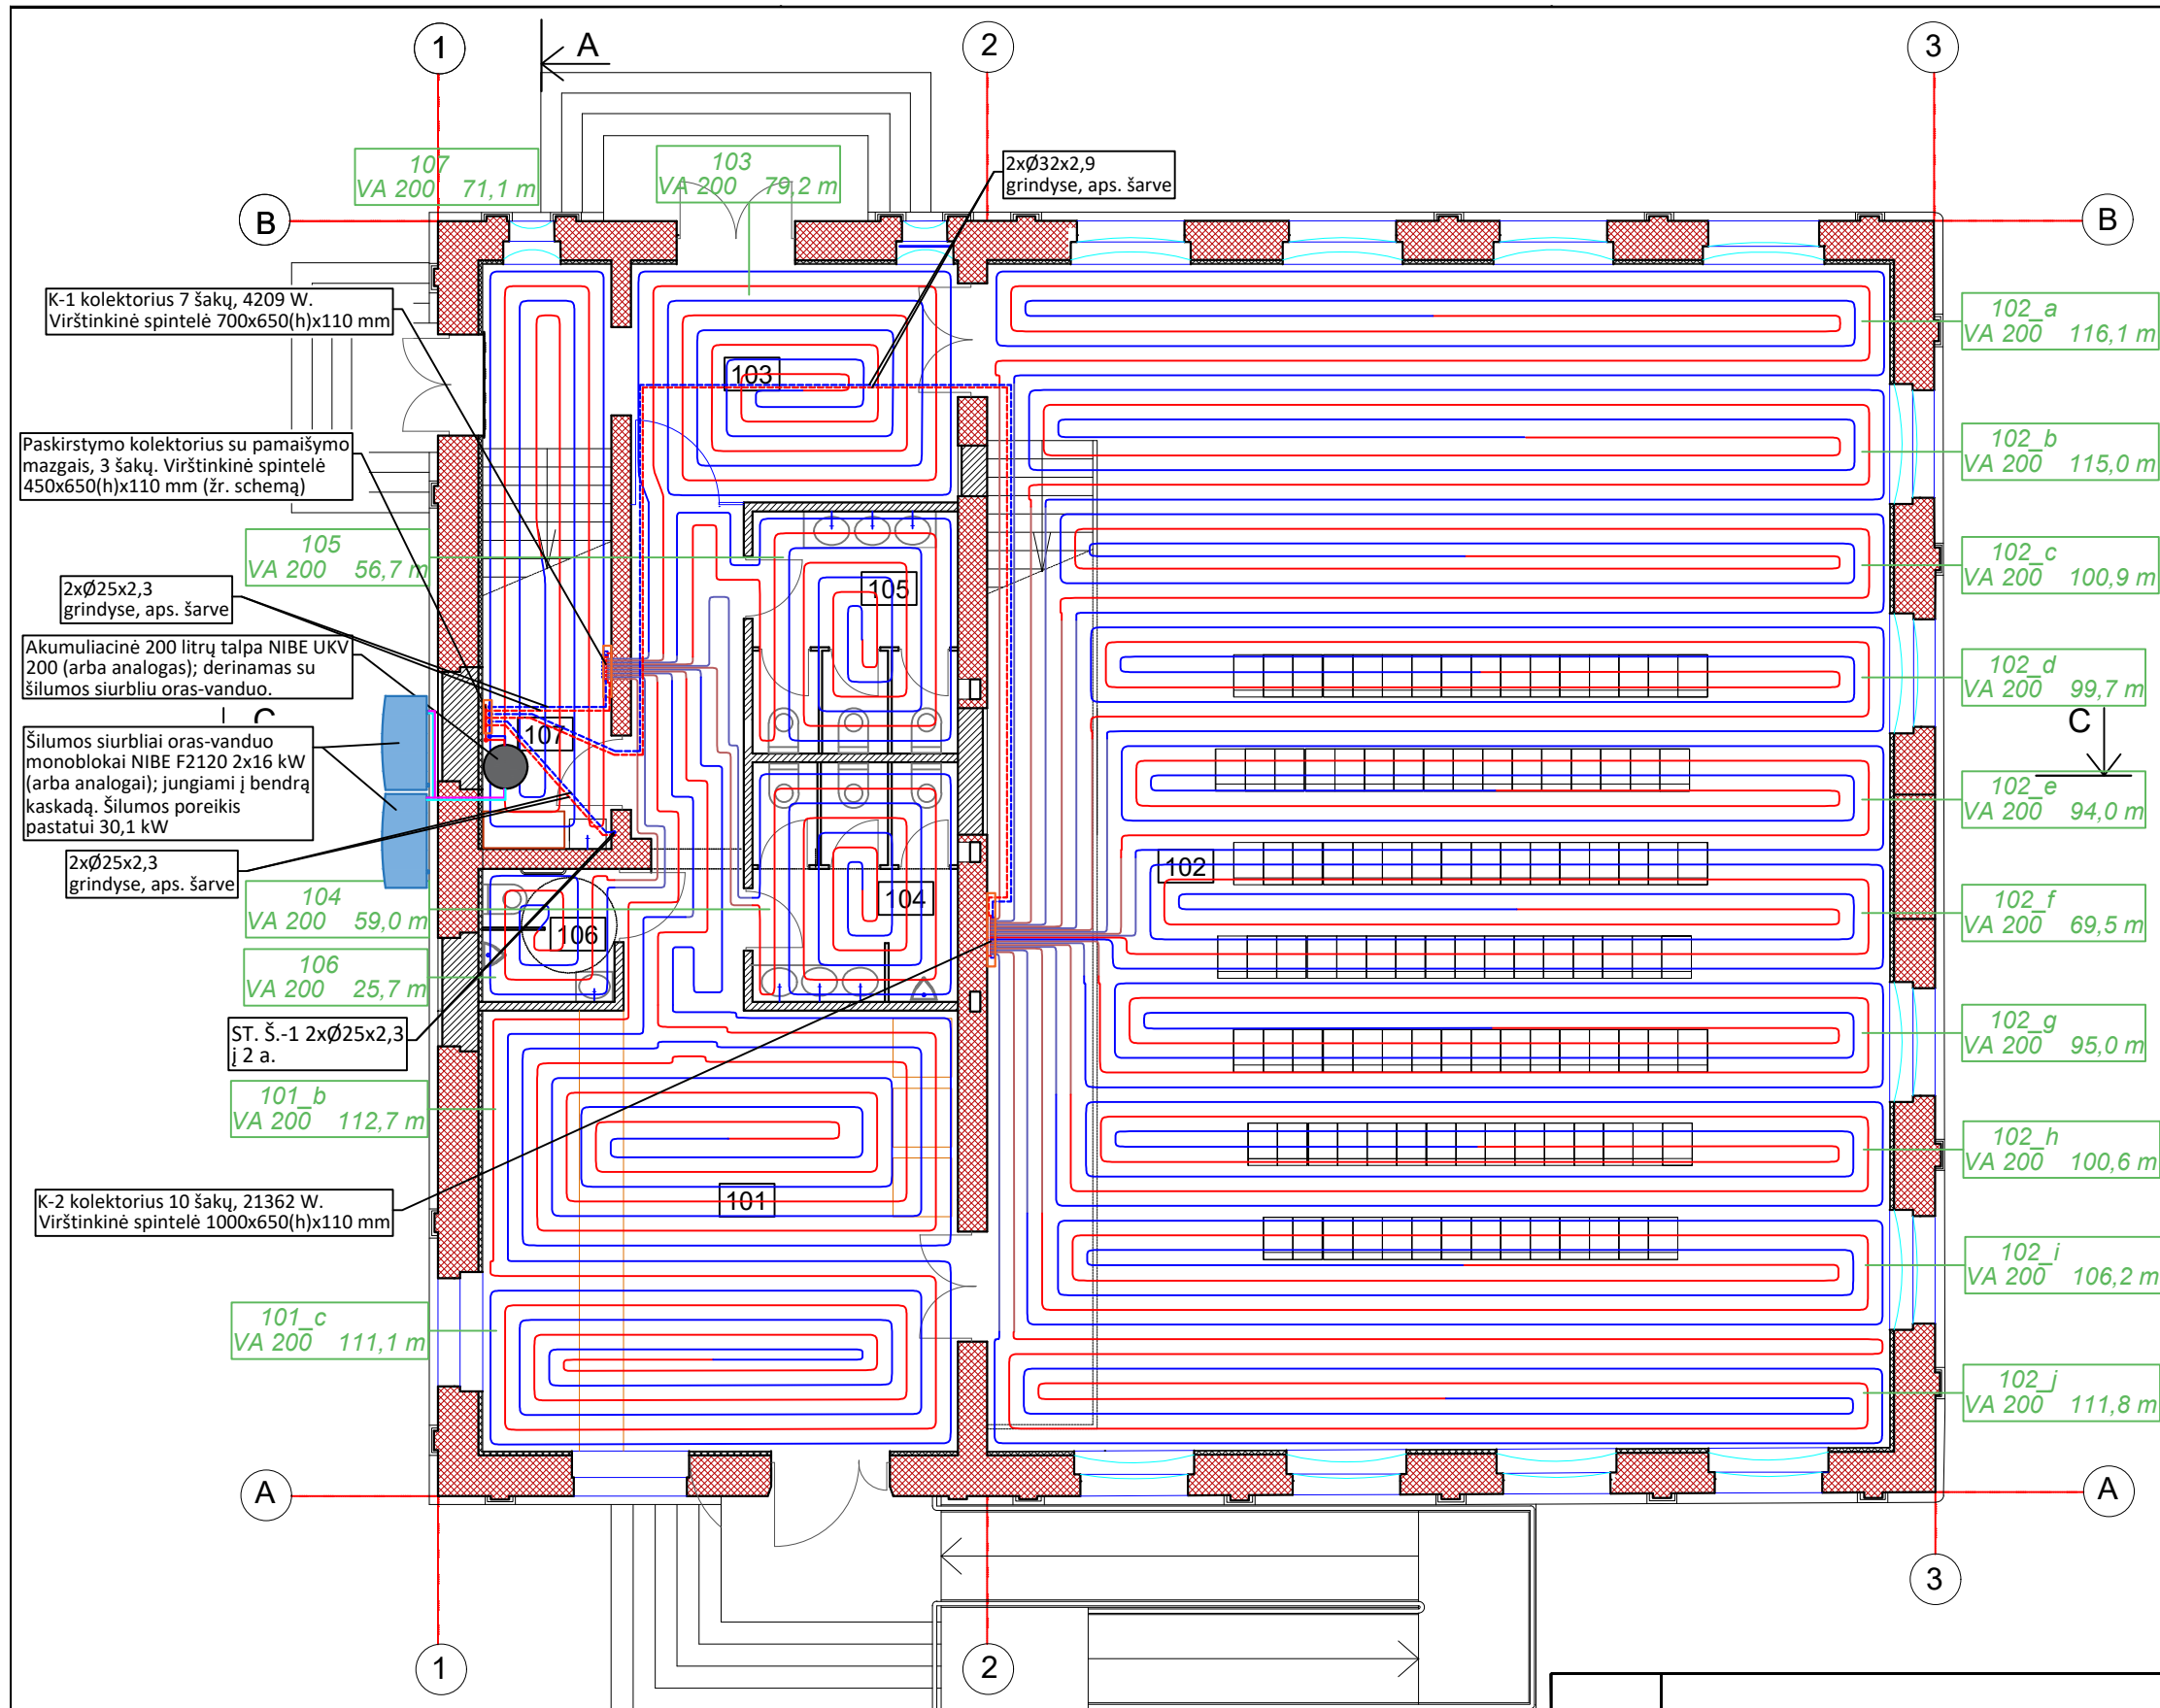 1
A
2
3
107
VA 200 71,1 m
103
VA 200 79,2 m
2xØ32x2,9
grindyse, aps. šarve
B
B
K-1 kolektorius 7 šakų, 4209 W.
Virštinkinė spintelė 700x650(h)x110 mm
102_a
VA 200 116,1 m
103
Paskirstymo kolektorius su pamaišymo
mazgais, 3 šakų. Virštinkinė spintelė
450x650(h)x110 mm (žr. schemą)
102_b
VA 200 115,0 m
105
VA 200 56,7 m
102_c
VA 200 100,9 m
2xØ25x2,3
grindyse, aps. šarve
105
Akumuliacinė 200 litrų talpa NIBE UKV
200 (arba analogas); derinamas su
šilumos siurbliu oras-vanduo.
102_d
VA 200 99,7 m
C
C
107
Šilumos siurbliai oras-vanduo
monoblokai NIBE F2120 2x16 kW
(arba analogai); jungiami į bendrą
kaskadą. Šilumos poreikis
pastatui 30,1 kW
102_e
VA 200 94,0 m
2xØ25x2,3
grindyse, aps. šarve
102
104
VA 200 59,0 m
104
102_f
VA 200 69,5 m
106
106
VA 200 25,7 m
ST. Š.-1 2xØ25x2,3
į 2 a.
102_g
VA 200 95,0 m
101_b
VA 200 112,7 m
102_h
VA 200 100,6 m
K-2 kolektorius 10 šakų, 21362 W.
Virštinkinė spintelė 1000x650(h)x110 mm
101
102_i
VA 200 106,2 m
101_c
VA 200 111,1 m
102_j
VA 200 111,8 m
A
A
3
1
2